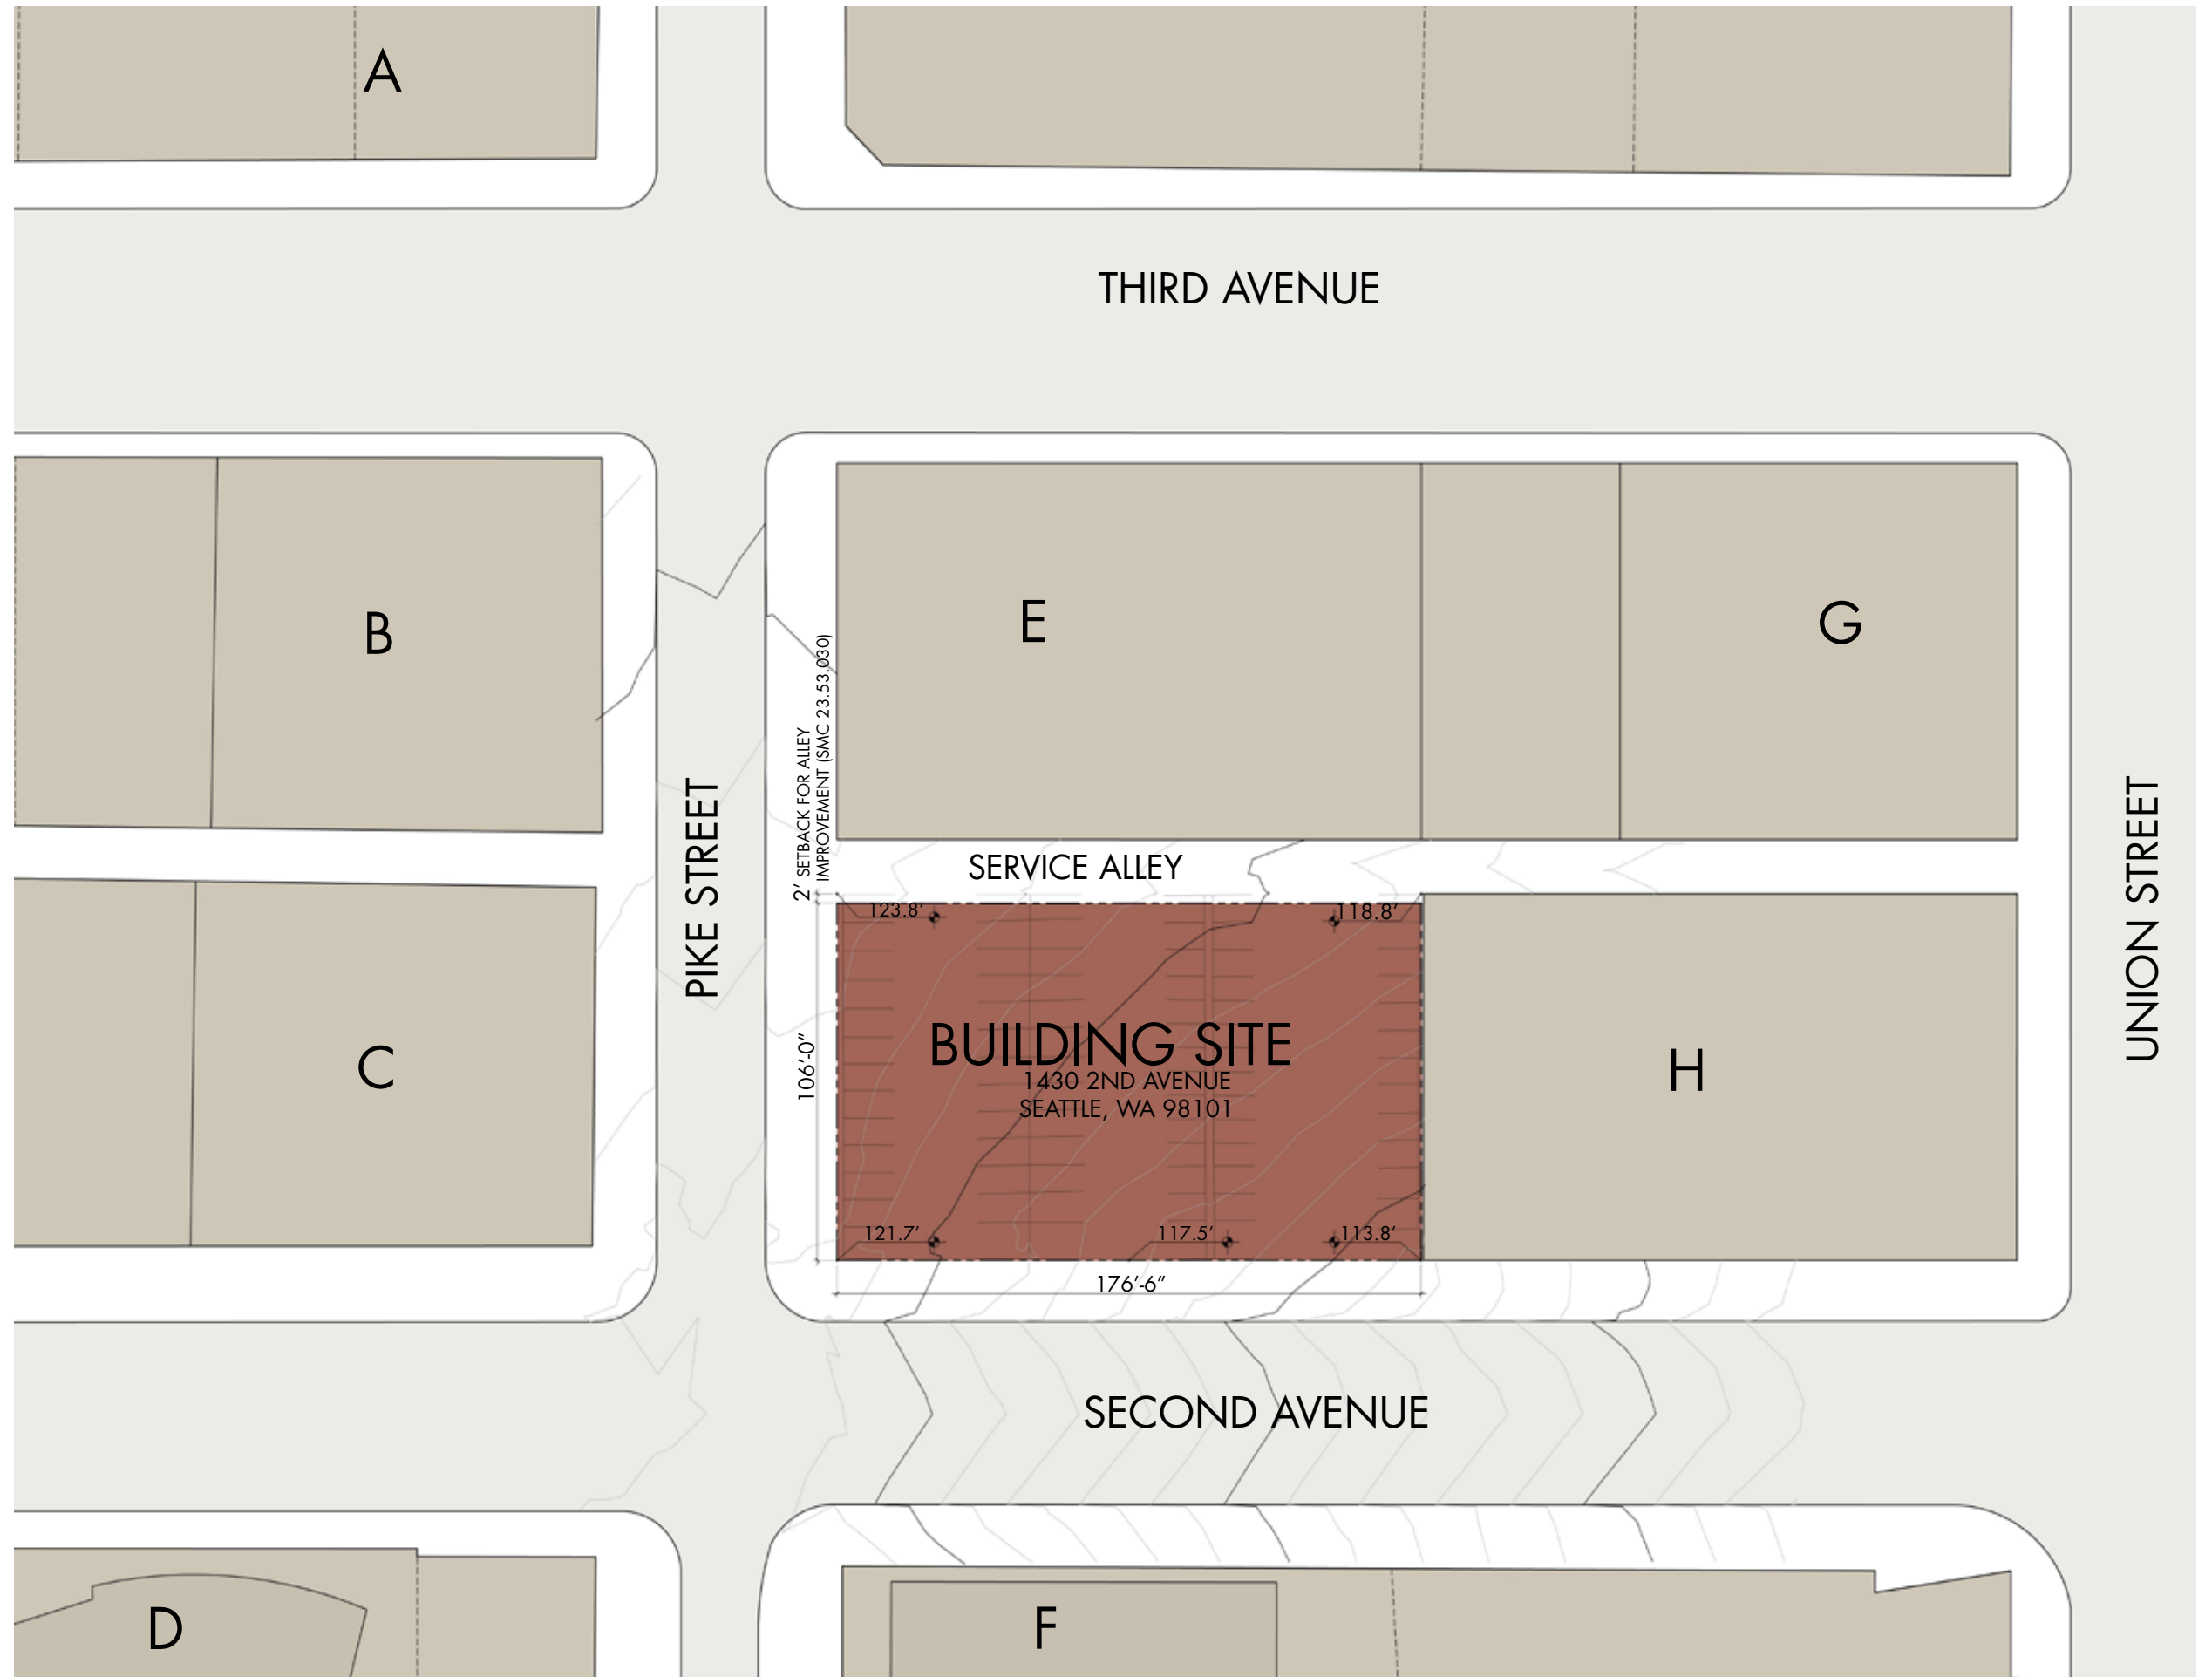 A
THIRD AVENUE
B
E
G
2’ SETBACK FOR ALLEY
IMPROVEMENT (SMC 23.53.030)
PIKE STREET
UNION STREET
SERVICE ALLEY
123.8’
118.8’
106’-0”
BUILDING SITE
1430 2ND AVENUE
SEATTLE, WA 98101
C
H
121.7’
117.5’
113.8’
176’-6”
SECOND AVENUE
D
F